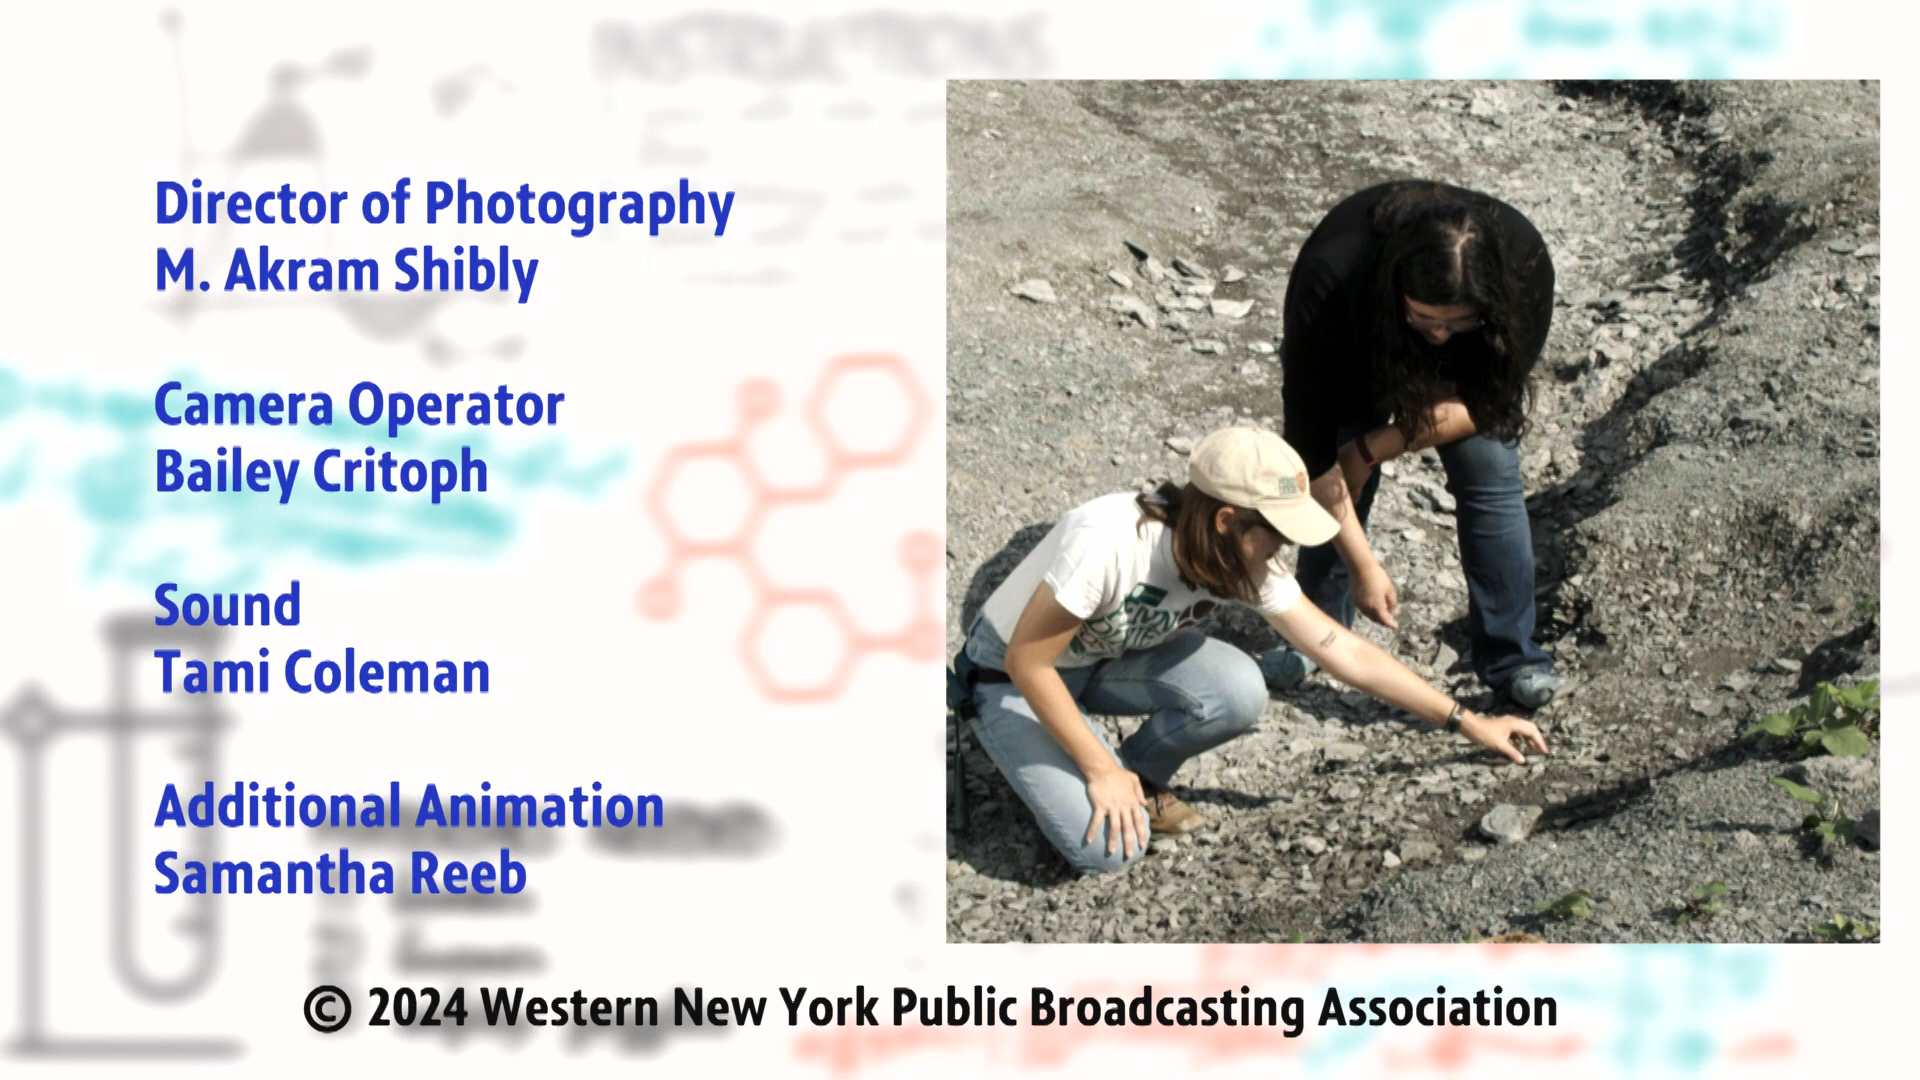 Director of Photography
M. Akram Shibly
Camera Operator
Bailey Critoph
Sound
Tami Coleman
Additional Animation
Samantha Reeb
© 2024 Western New York Public Broadcasting Association